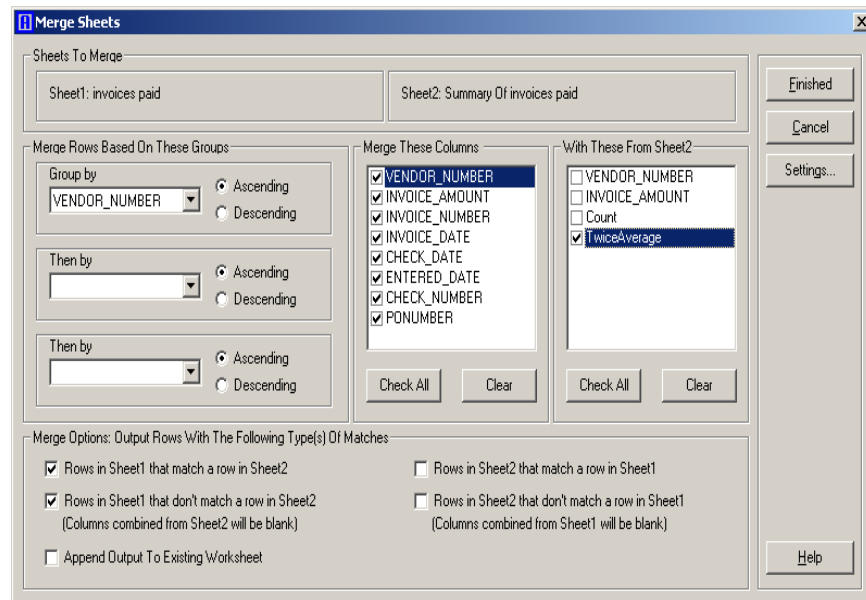 Merge Sheets
Sheets To Merge
Sheet1: invoices paid
Sheet2: Summary Of invoices paid
Finished
Cancel
Settings...
Merge Rows Based On These Groups
Group by
VENDOR_NUMBER
Ascending
Descending
Then by
Ascending
Descending
Then by
Ascending
Descending
Merge These Columns
VENDOR_NUMBER
INVOICE_AMOUNT
INVOICE_NUMBER
INVOICE_DATE
CHECK_DATE
ENTERED_DATE
CHECK_NUMBER
PONUMBER
Check All
Clear
With These From Sheet2
VENDOR_NUMBER
INVOICE_AMOUNT
Count
TwiceAverage
Check All
Clear
Merge Options: Output Rows With The Following Type(s) Of Matches
Rows in Sheet1 that match a row in Sheet2
Rows in Sheet1 that don't match a row in Sheet2
(Columns combined from Sheet2 will be blank)
Append Output To Existing Worksheet
Rows in Sheet2 that match a row in Sheet1
Rows in Sheet2 that don't match a row in Sheet1
(Columns combined from Sheet1 will be blank)
Help